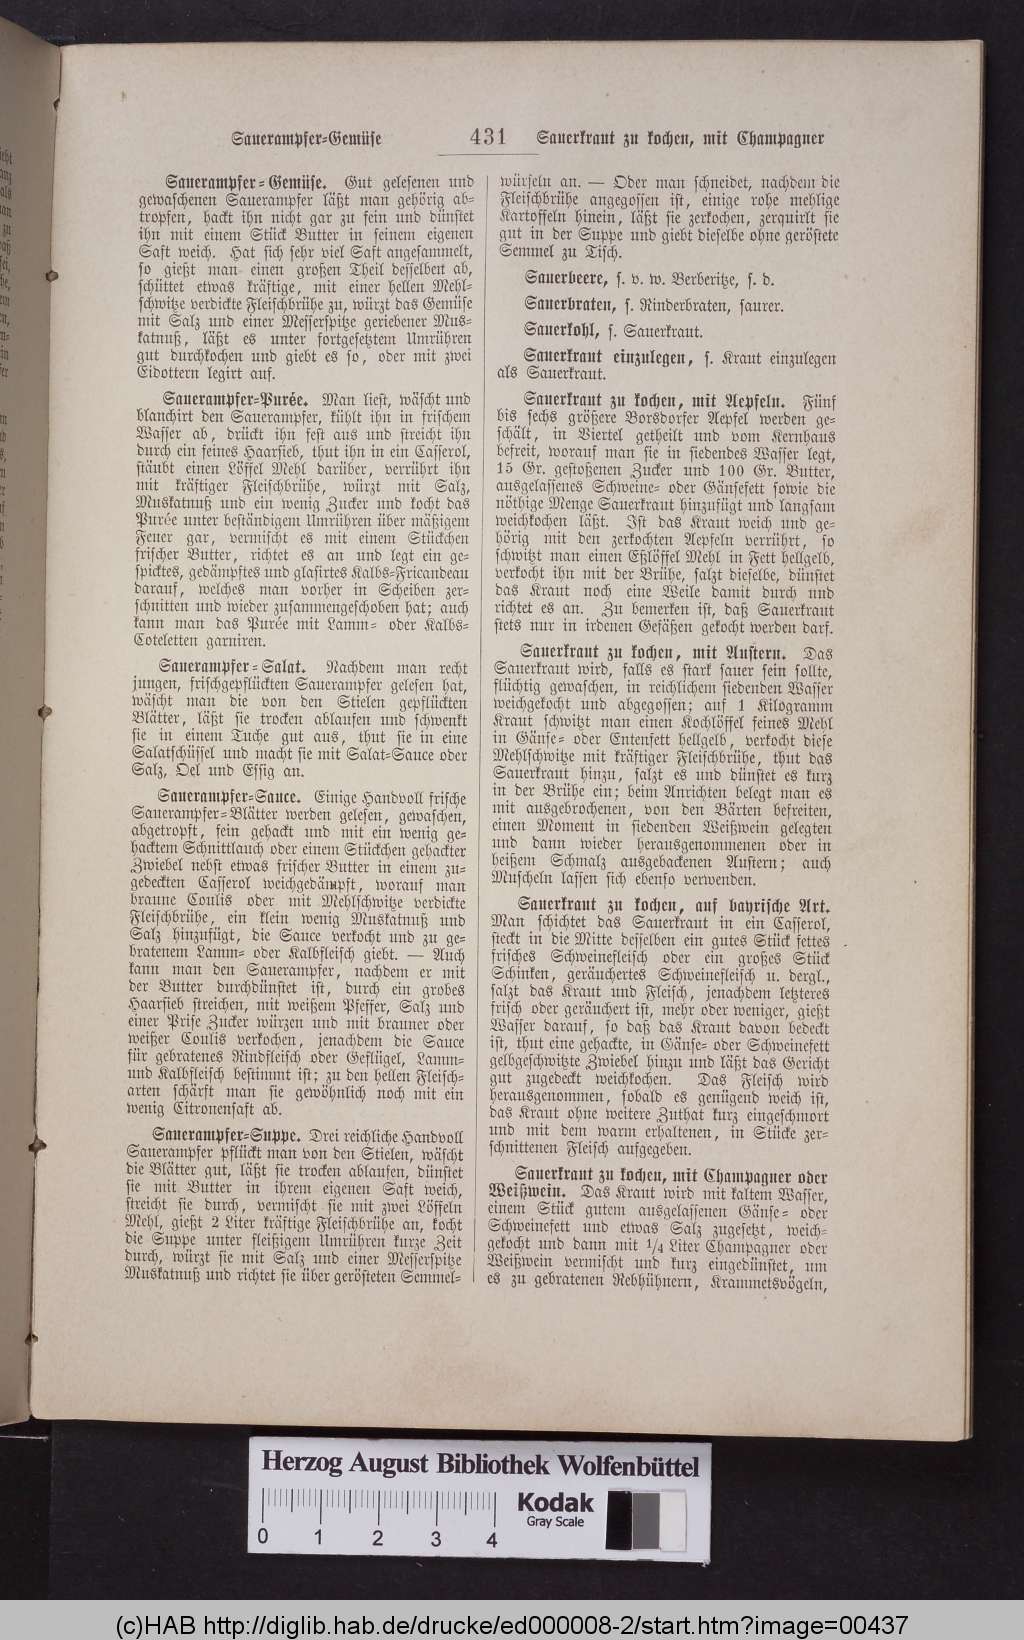 Sauerampfer-Gemüse 431 Sauerkraut zu kochen, mit Champagner
Sauerampfer-Gemüse. Gut gelesenen und
gewaschenen Sauerampfer läßt man gehörig ab-
tropfen, hackt ihn nicht gar zu fein und dünstet
ihn mit einem Stück Butter in seinem eigenen
Saft weich. Hat sich sehr viel Saft angesammelt,
so gießt man einen großen Theil desselben ab,
schüttet etwas kräftige, mit einer hellen Mehl-
schwitze verdickte Fleischbrühe zu, würzt das Gemüse
mit Salz und einer Messerspitze geriebener Mus-
katnuß, läßt es unter fortgesetztem Umrühren
gut durchkochen und giebt es so, oder mit zwei
Eidottern legirt auf.
Sauerampfer-Purée. Man liest, wäscht und
blanchirt den Sauerampfer, kühlt ihn in frischem
Wasser ab, drückt ihn fest aus und streicht ihn
durch ein feines Haarsieb, thut ihn in ein Casserol,
stäubt einen Löffel Mehl darüber, verrührt ihn
mit kräftiger Fleischbrühe, würzt mit Salz,
Muskatnuß und ein wenig Zucker und kocht das
Purée unter beständigem Umrühren über mäßigem
Feuer gar, vermischt es mit einem Stückchen
frischer Butter, richtet es an und legt ein ge-
spicktes, gedämpftes und glasirtes Kalbs-Fricandeau
darauf, welches man vorher in Scheiben zer-
schnitten und wieder zusammengeschoben hat; auch
kann man das Purée mit Lamm- oder Kalbs-
Coteletten garniren.
Sauerampfer-Salat. Nachdem man recht
jungen, frischgepflückten Sauerampfer gelesen hat,
wäscht man die von den Stielen gepflückten
Blätter, läßt sie trocken ablaufen und schwenkt
sie in einem Tuche gut aus, thut sie in eine
Salatschüssel und macht sie mit Salat-Sauce oder
Salz, Oel und Essig an.
Sauerampfer-Sauce. Einige Handvoll frische
Sauerampfer-Blätter werden gelesen, gewaschen,
abgetropft, fein gehackt und mit ein wenig ge-
hacktem Schnittlauch oder einem Stückchen gehackter
Zwiebel nebst etwas frischer Butter in einem zu-
gedeckten Casserol weichgedämpft, worauf man
braune Coulis oder mit Mehlschwitze verdickte
Fleischbrühe, ein klein wenig Muskatnuß und
Salz hinzufügt, die Sauce verkocht und zu ge-
bratenem Lamm- oder Kalbfleisch giebt. — Auch
kann man den Sauerampfer, nachdem er mit
der Butter durchdünstet ist, durch ein grobes
Haarsieb streichen, mit weißem Pfeffer, Salz und
einer Prise Zucker würzen und mit brauner oder
weißer Coulis verkochen, jenachdem die Sauce
für gebratenes Rindfleisch oder Geflügel, Lamm-
und Kalbfleisch bestimmt ist; zu den hellen Fleisch-
arten schärft man sie gewöhnlich noch mit ein
wenig Citronensaft ab.
Sauerampfer-Suppe. Drei reichliche Handvoll
Sauerampfer pflückt man von den Stielen, wäscht
die Blätter gut, läßt sie trocken ablaufen, dünstet
sie mit Butter in ihrem eigenen Saft weich,
streicht sie durch, vermischt sie mit zwei Löffeln
Mehl, gießt 2 Liter kräftige Fleischbrühe an, kocht
die Suppe unter fleißigem Umrühren kurze Zeit
durch, würzt sie mit Salz und einer Messerspitze
Muskatnuß und richtet sie über gerösteten Semmel-
würfeln an. — Oder man schneidet, nachdem die
Fleischbrühe angegossen ist, einige rohe mehlige
Kartoffeln hinein, läßt sie zerkochen, zerquirlt sie
gut in der Suppe und giebt dieselbe ohne geröstete
Semmel zu Tisch.
Sauerbeere, s. v. w. Berberitze, s. d.
Sauerbraten, s. Rinderbraten, saurer.
Sauerkohl, s. Sauerkraut.
Sauerkraut einzulegen, s. Kraut einzulegen
als Sauerkraut.
Sauerkraut zu kochen, mit Aepfeln. Fünf
bis sechs größere Borsdorfer Aepfel werden ge-
schält, in Viertel getheilt und vom Kernhaus
befreit, worauf man sie in siedendes Wasser legt,
15 Gr. gestoßenen Zucker und 100 Gr. Butter,
ausgelassenes Schweine- oder Gänsefett sowie die
nöthige Menge Sauerkraut hinzufügt und langsam
weichkochen läßt. Ist das Kraut weich und ge-
hörig mit den zerkochten Aepfeln verrührt, so
schwitzt man einen Eßlöffel Mehl in Fett hellgelb,
verkocht ihn mit der Brühe, salzt dieselbe, dünstet
das Kraut noch eine Weile damit durch und
richtet es an. Zu bemerken ist, daß Sauerkraut
stets nur in irdenen Gefäßen gekocht werden darf.
Sauerkraut zu kochen, mit Austern. Das
Sauerkraut wird, falls es stark sauer sein sollte,
flüchtig gewaschen, in reichlichem siedenden Wasser
weichgekocht und abgegossen; auf 1 Kilogramm
Kraut schwitzt man einen Kochlöffel feines Mehl
in Gänse- oder Entenfett hellgelb, verkocht diese
Mehlschwitze mit kräftiger Fleischbrühe, thut das
Sauerkraut hinzu, salzt es und dünstet es kurz
in der Brühe ein; beim Anrichten belegt man es
mit ausgebrochenen, von den Bärten befreiten,
einen Moment in siedenden Weißwein gelegten
und dann wieder herausgenommenen oder in
heißem Schmalz ausgebackenen Austern; auch
Muscheln lassen sich ebenso verwenden.
Sauerkraut zu kochen, auf bayrische Art.
Man schichtet das Sauerkraut in ein Casserol,
steckt in die Mitte desselben ein gutes Stück fettes
frisches Schweinefleisch oder ein großes Stück
Schinken, geräuchertes Schweinefleisch u. dergl.,
salzt das Kraut und Fleisch, jenachdem letzteres
frisch oder geräuchert ist, mehr oder weniger, gießt
Wasser darauf, so daß das Kraut davon bedeckt
ist, thut eine gehackte, in Gänse- oder Schweinefett
gelbgeschwitzte Zwiebel hinzu und läßt das Gericht
gut zugedeckt weichkochen. Das Fleisch wird
herausgenommen, sobald es genügend weich ist,
das Kraut ohne weitere Zuthat kurz eingeschmort
und mit dem warm erhaltenen, in Stücke zer-
schnittenen Fleisch aufgegeben.
Sauerkraut zu kochen, mit Champagner oder
Weißwein. Das Kraut wird mit kaltem Wasser,
einem Stück gutem ausgelassenen Gänse- oder
Schweinefett und etwas Salz zugesetzt, weich-
gekocht und dann mit 1/4 Liter Champagner oder
Weißwein vermischt und kurz eingedünstet, um
es zu gebratenen Rebhühnern, Krammetsvögeln,
Herzog August Bibliothek Wolfenbüttel
0 1 2 3 4
Kodak
Gray Scale
(c)HAB http://diglib.hab.de/drucke/ed000008-2/start.htm?image=00437